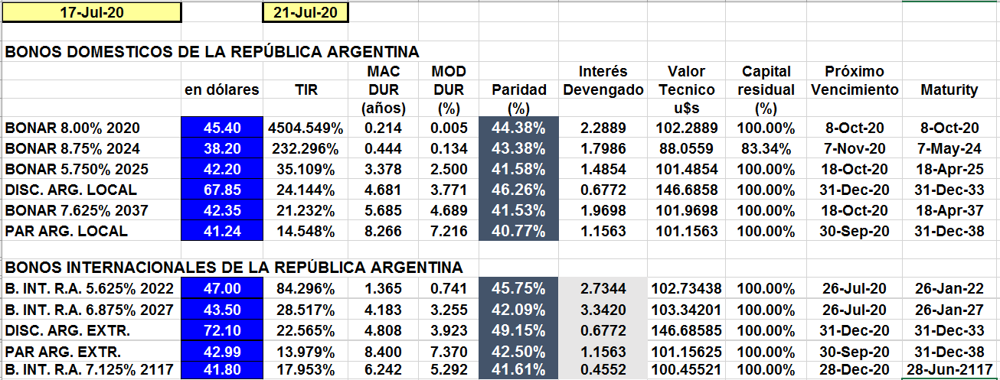 17-Jul-20 21-Jul-20
BONOS DOMESTICOS DE LA REPÚBLICA ARGENTINA
MAC MOD Interés Valor Capital Próximo
en dólares TIR DUR DUR Paridad Devengado Tecnico residual Vencimiento Maturity
(años) (%) (%) u$s (%)
BONAR 8.00% 2020 45.40 4504.549% 0.214 0.005 44.38% 2.2889 102.2889 100.00% 8-Oct-20 8-Oct-20
BONAR 8.75% 2024 38.20 232.296% 0.444 0.134 43.38% 1.7986 88.0559 83.34% 7-Nov-20 7-May-24
BONAR 5.750% 2025 42.20 35.109% 3.378 2.500 41.58% 1.4854 101.4854 100.00% 18-Oct-20 18-Apr-25
DISC. ARG. LOCAL 67.85 24.144% 4.681 3.771 46.26% 0.6772 146.6858 100.00% 31-Dec-20 31-Dec-33
BONAR 7.625% 2037 42.35 21.232% 5.685 4.689 41.53% 1.9698 101.9698 100.00% 18-Oct-20 18-Apr-37
PAR ARG. LOCAL 41.24 14.548% 8.266 7.216 40.77% 1.1563 101.1563 100.00% 30-Sep-20 31-Dec-38
BONOS INTERNACIONALES DE LA REPÚBLICA ARGENTINA
B. INT. R.A. 5.625% 2022 47.00 84.296% 1.365 0.741 45.75% 2.7344 102.73438 100.00% 26-Jul-20 26-Jan-22
B. INT. R.A. 6.875% 2027 43.50 28.517% 4.183 3.255 42.09% 3.3420 103.34201 100.00% 26-Jul-20 26-Jan-27
DISC. ARG. EXTR. 72.10 22.565% 4.808 3.923 49.15% 0.6772 146.68585 100.00% 31-Dec-20 31-Dec-33
PAR ARG. EXTR. 42.99 13.979% 8.400 7.370 42.50% 1.1563 101.15625 100.00% 30-Sep-20 31-Dec-38
B. INT. R.A. 7.125% 2117 41.80 17.953% 6.242 5.292 41.61% 0.4552 100.45521 100.00% 28-Dec-20 28-Jun-2117